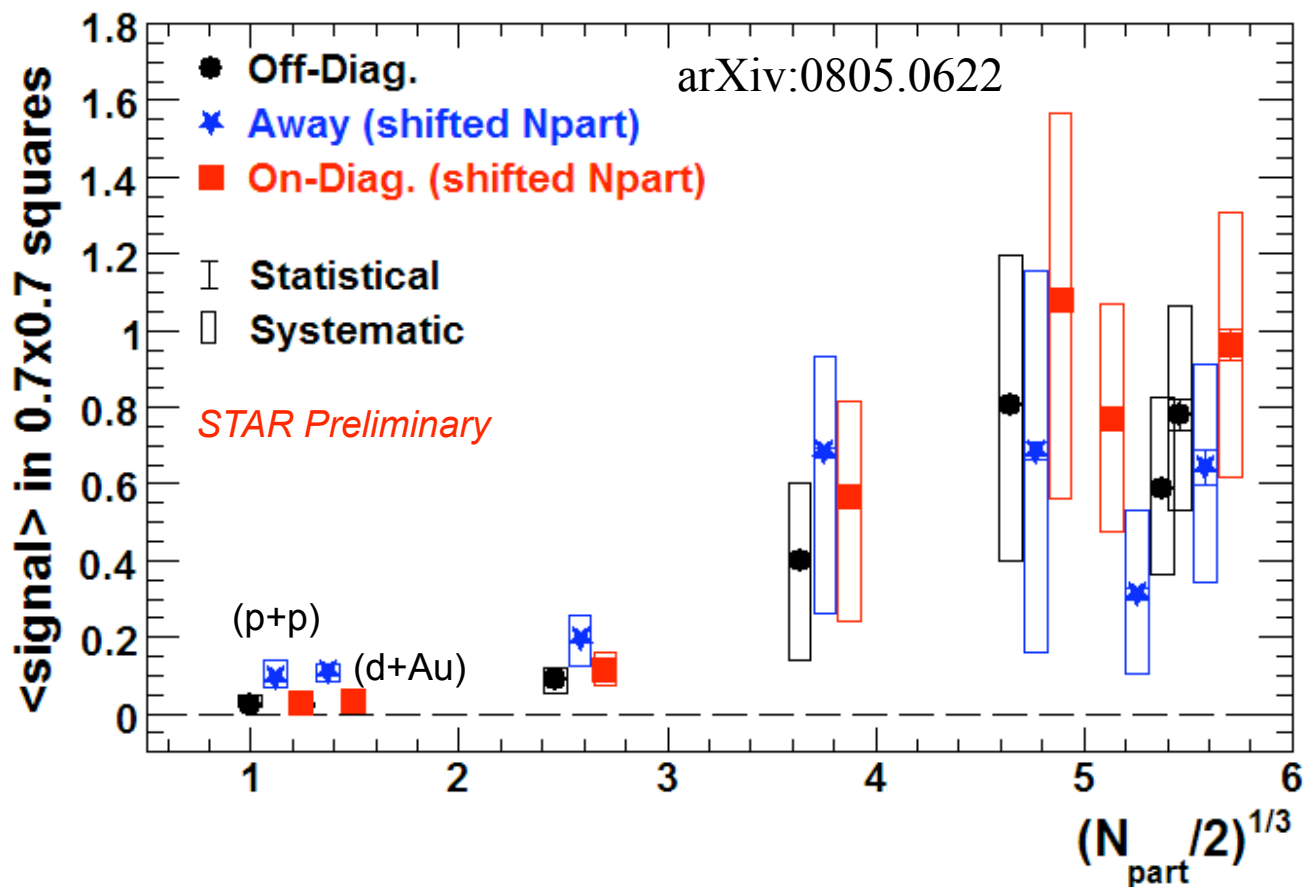 <signal> in 0.7x0.7 squares
1.8
1.6
1.4
1.2
1
0.8
0.6
0.4
0.2
0
Off-Diag.
Away (shifted Npart)
On-Diag. (shifted Npart)
Statistical
Systematic
STAR Preliminary
arXiv:0805.0622
(p+p)
(d+Au)
1 2 3 4 5 6
(N_part/2)^1/3